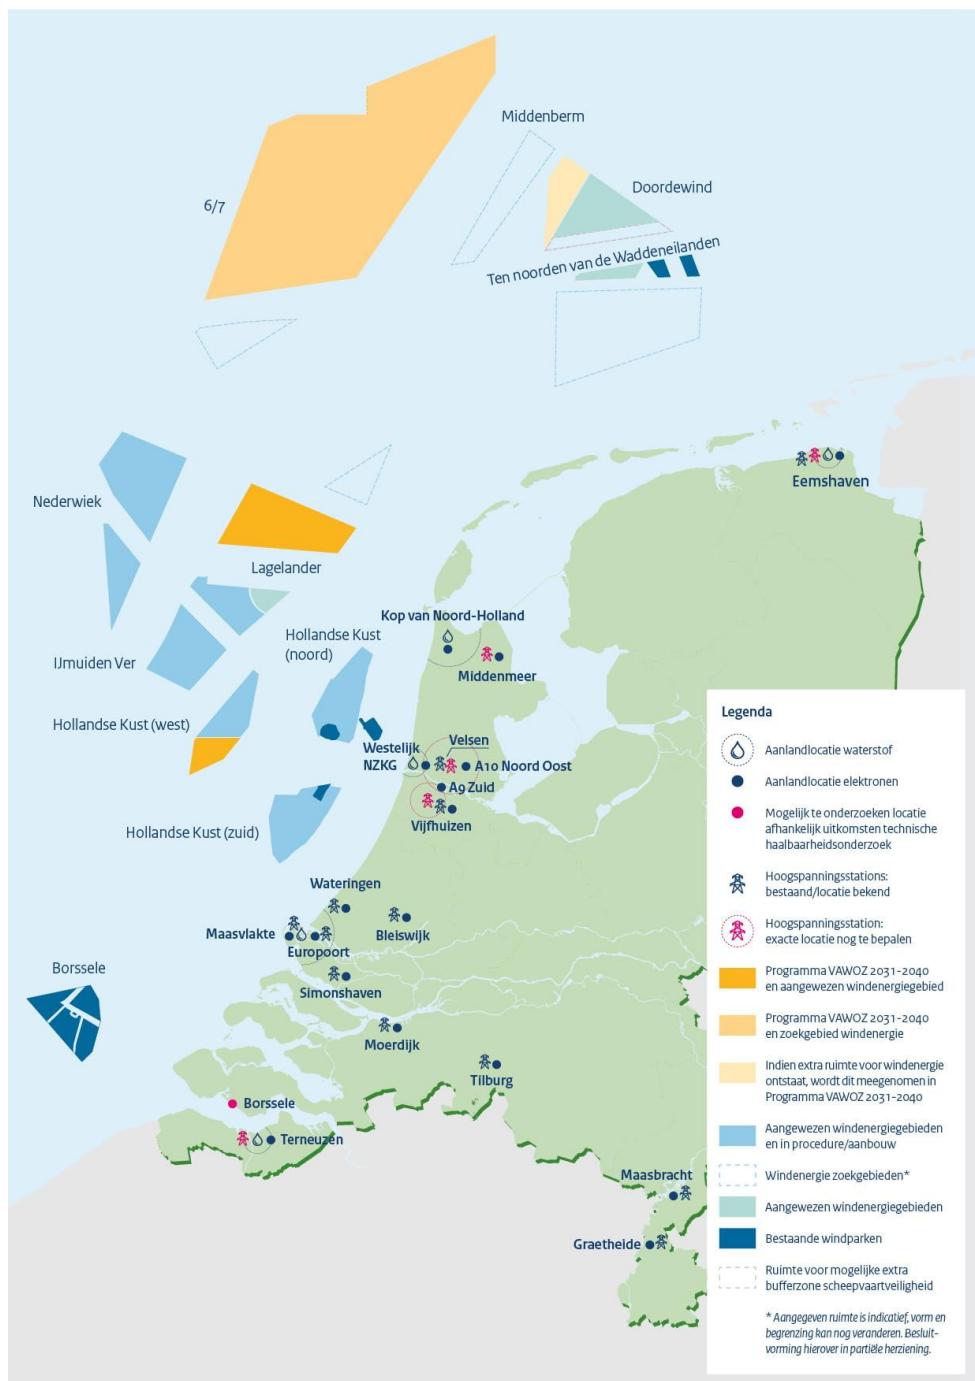 Middenberm
Doordewind
6/7
Ten noorden van de Waddeneilanden
Eemshaven
Nederwiek
Lagelander
Kop van Noord-Holland
Hollandse Kust
(noord)
IJmuiden Ver
Middenmeer
Hollandse Kust (west)
Velsen
Westelijk
NZKG
A10 Noord Oost
A9 Zuid
Vijfhuizen
Hollandse Kust (zuid)
Wateringen
Maasvlakte
Bleiswijk
Europoort
Borssele
Simonshaven
Moerdijk
Tilburg
Borssele
Terneuzen
Maasbracht
Graetheide
Legenda
Aanlandlocatie waterstof
Aanlandlocatie elektronen
Mogelijk te onderzoeken locatie
afhankelijk uitkomsten technische
haalbaarheidsonderzoek
Hoogspanningsstations:
bestaand/locatie bekend
Hoogspanningsstation:
exacte locatie nog te bepalen
Programma VAWOZ 2031-2040
en aangewezen windenergiegebied
Programma VAWOZ 2031-2040
en zoekgebied windenergie
Indien extra ruimte voor windenergie
ontstaat, wordt dit meegenomen in
Programma VAWOZ 2031-2040
Aangewezen windenergiegebieden
en in procedure/aanbouw
Windenergie zoekgebieden*
Aangewezen windenergiegebieden
Bestaande windparken
Ruimte voor mogelijke extra
bufferzone scheepvaartveiligheid
* Aangegeven ruimte is indicatief, vorm en
begrenzing kan nog veranderen. Besluit-
vorming hierover in partiële herziening.